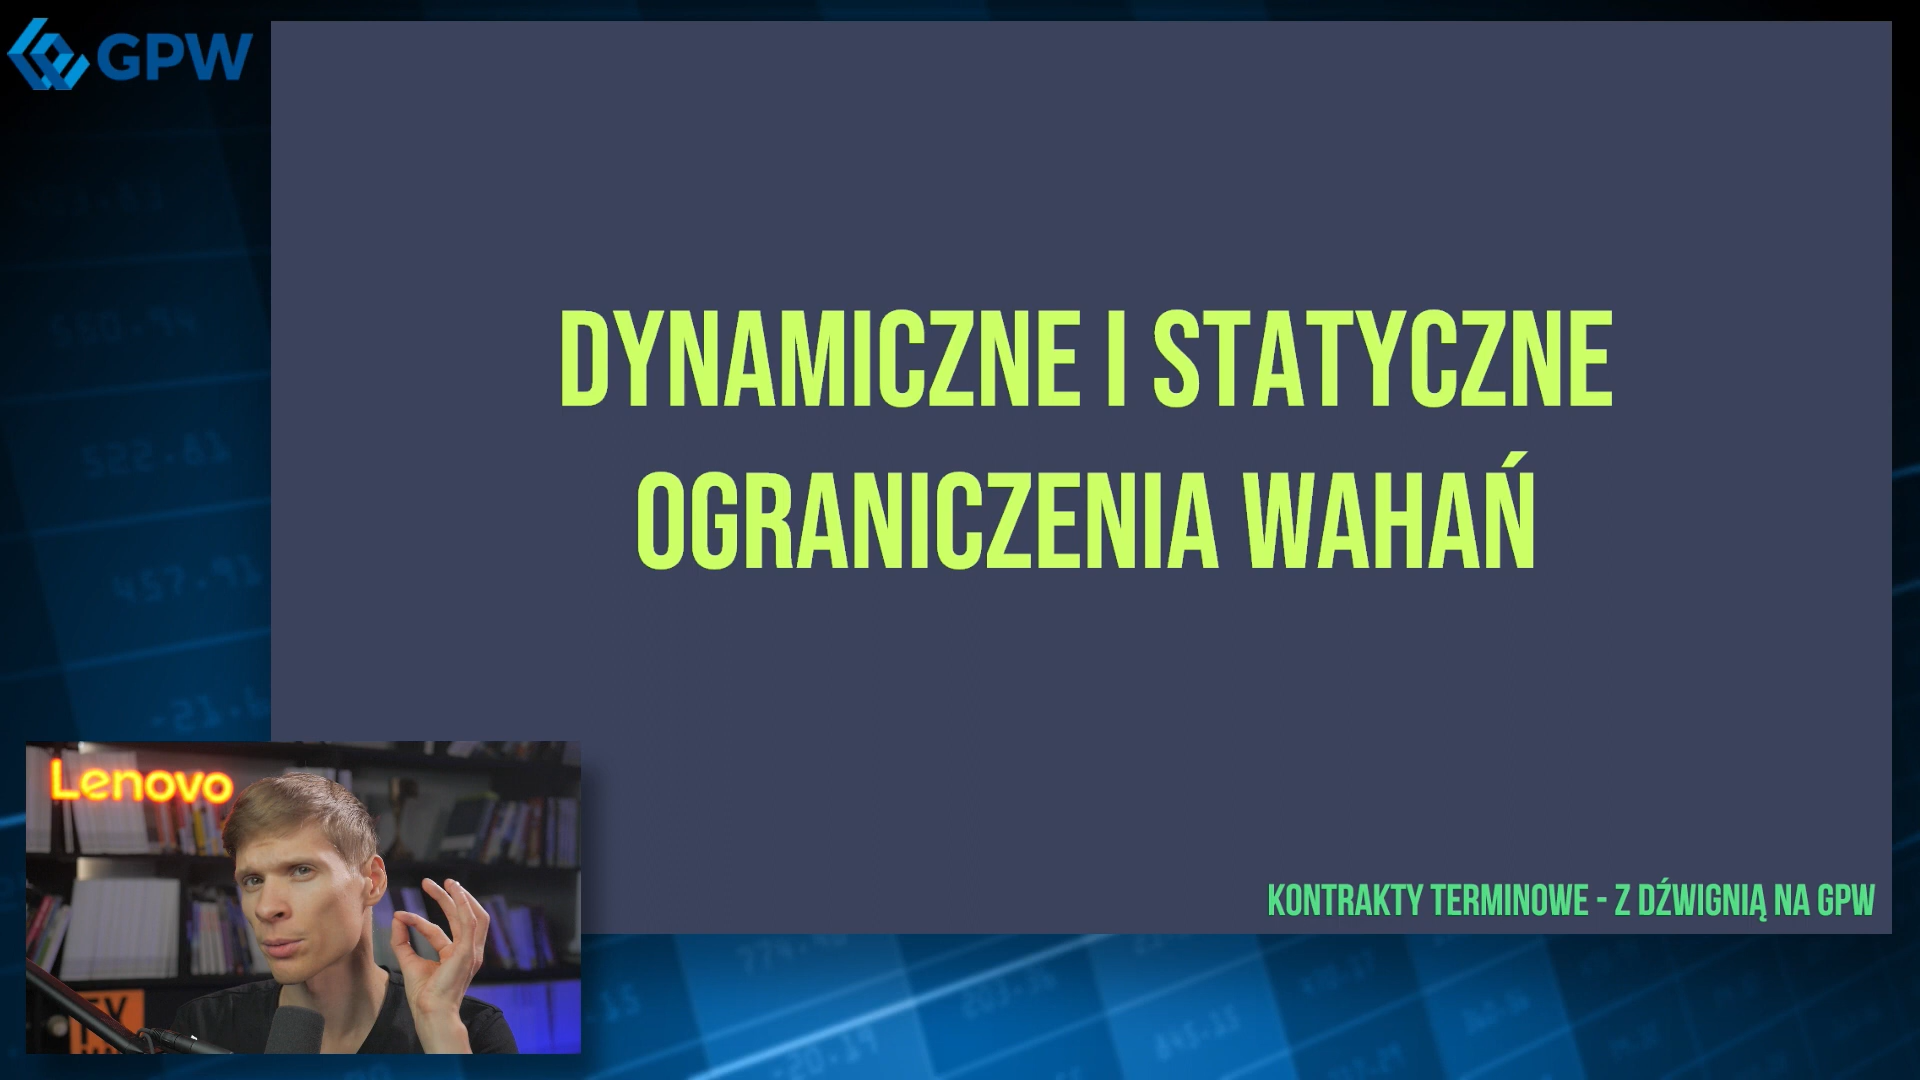 GPW
DYNAMICZNE I STATYCZNE
OGRANICZENIA WAHAŃ
KONTRAKTY TERMINOWE - Z DŹWIGNIĄ NA GPW
Lenovo